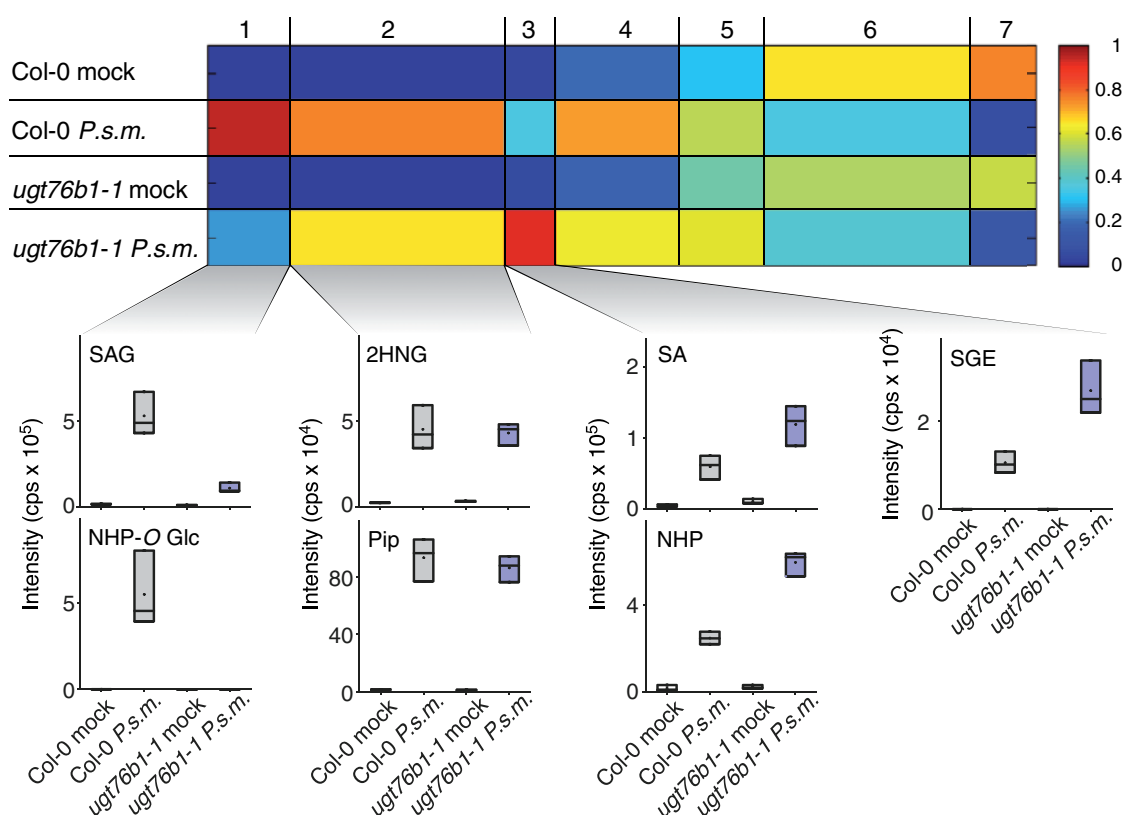 1 2 3 4 5 6 7
Col-0 mock
Col-0 P.s.m.
ugt76b1-1 mock
ugt76b1-1 P.s.m.
1
0.8
0.6
0.4
0.2
0
SAG
5
0
Intensity (cps x 10⁵)
NHP-O Glc
5
0
Col-0 mock
Col-0 P.s.m.
ugt76b1-1 mock
ugt76b1-1 P.s.m.
2HNG
5
0
Intensity (cps x 10⁴)
Pip
80
40
0
Col-0 mock
Col-0 P.s.m.
ugt76b1-1 mock
ugt76b1-1 P.s.m.
SA
2
1
0
Intensity (cps x 10⁵)
NHP
4
0
Col-0 mock
Col-0 P.s.m.
ugt76b1-1 mock
ugt76b1-1 P.s.m.
SGE
2
0
Intensity (cps x 10⁴)
Col-0 mock
Col-0 P.s.m.
ugt76b1-1 mock
ugt76b1-1 P.s.m.